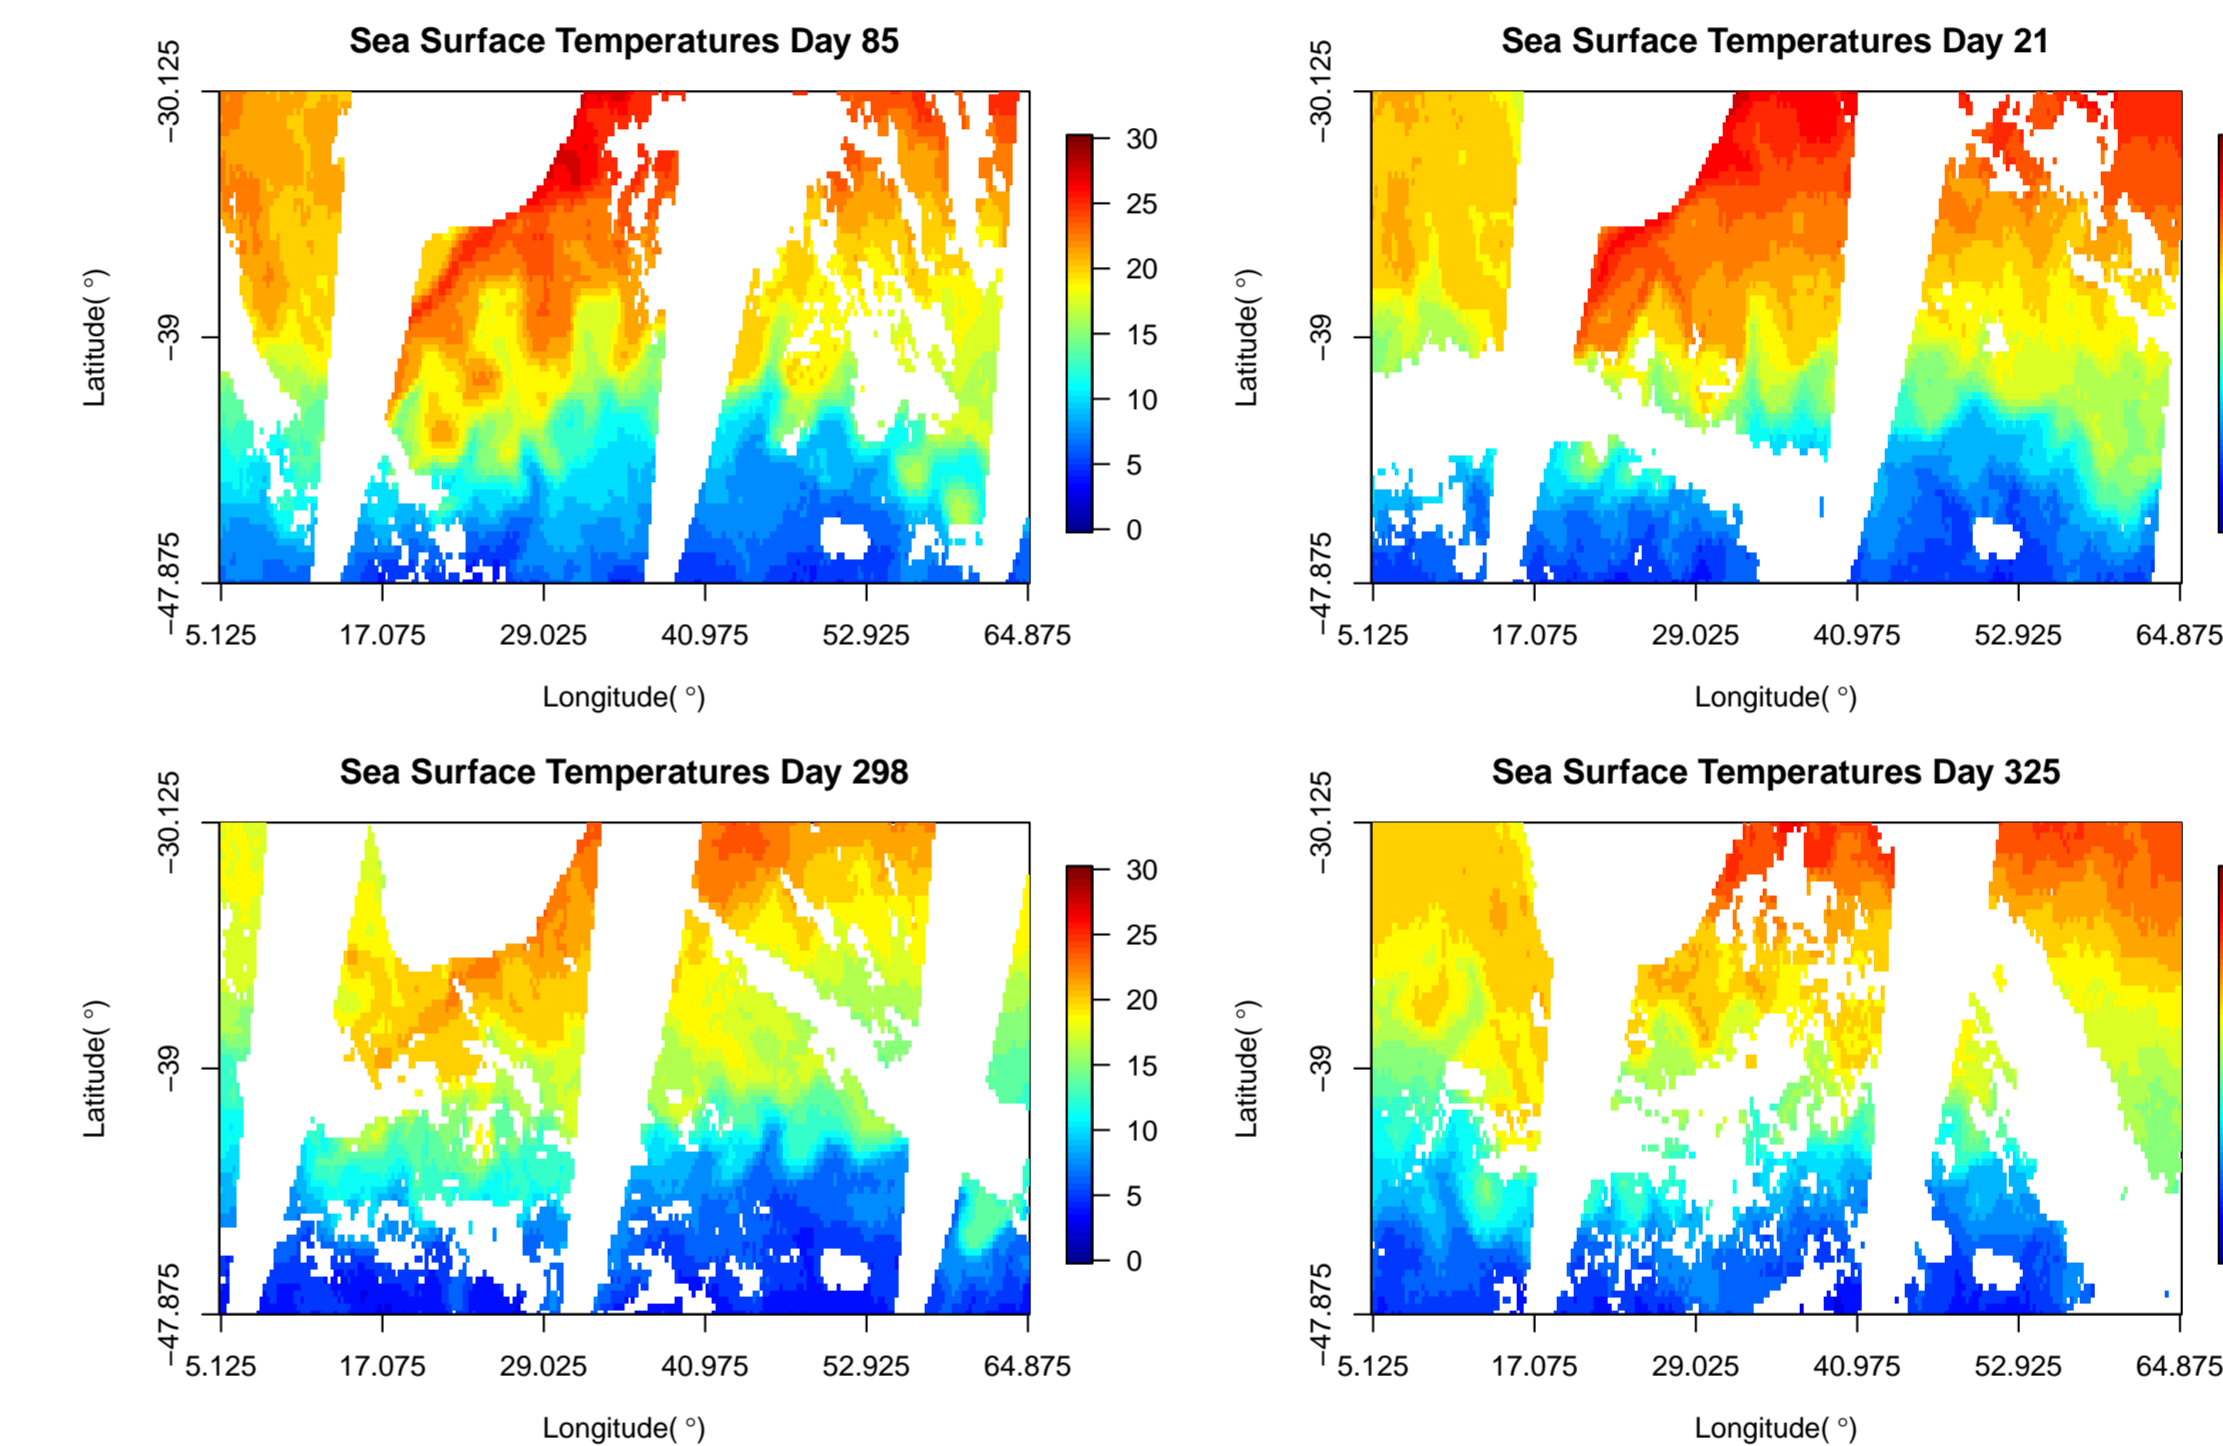 Sea Surface Temperatures Day 85
Latitude( °)
−30.125
−39
−47.875
30
25
20
15
10
5
0
5.125 17.075 29.025 40.975 52.925 64.875
Longitude( °)
Sea Surface Temperatures Day 21
Latitude( °)
−30.125
−39
−47.875
5.125 17.075 29.025 40.975 52.925 64.875
Longitude( °)
Sea Surface Temperatures Day 298
Latitude( °)
−30.125
−39
−47.875
30
25
20
15
10
5
0
5.125 17.075 29.025 40.975 52.925 64.875
Longitude( °)
Sea Surface Temperatures Day 325
Latitude( °)
−30.125
−39
−47.875
5.125 17.075 29.025 40.975 52.925 64.875
Longitude( °)